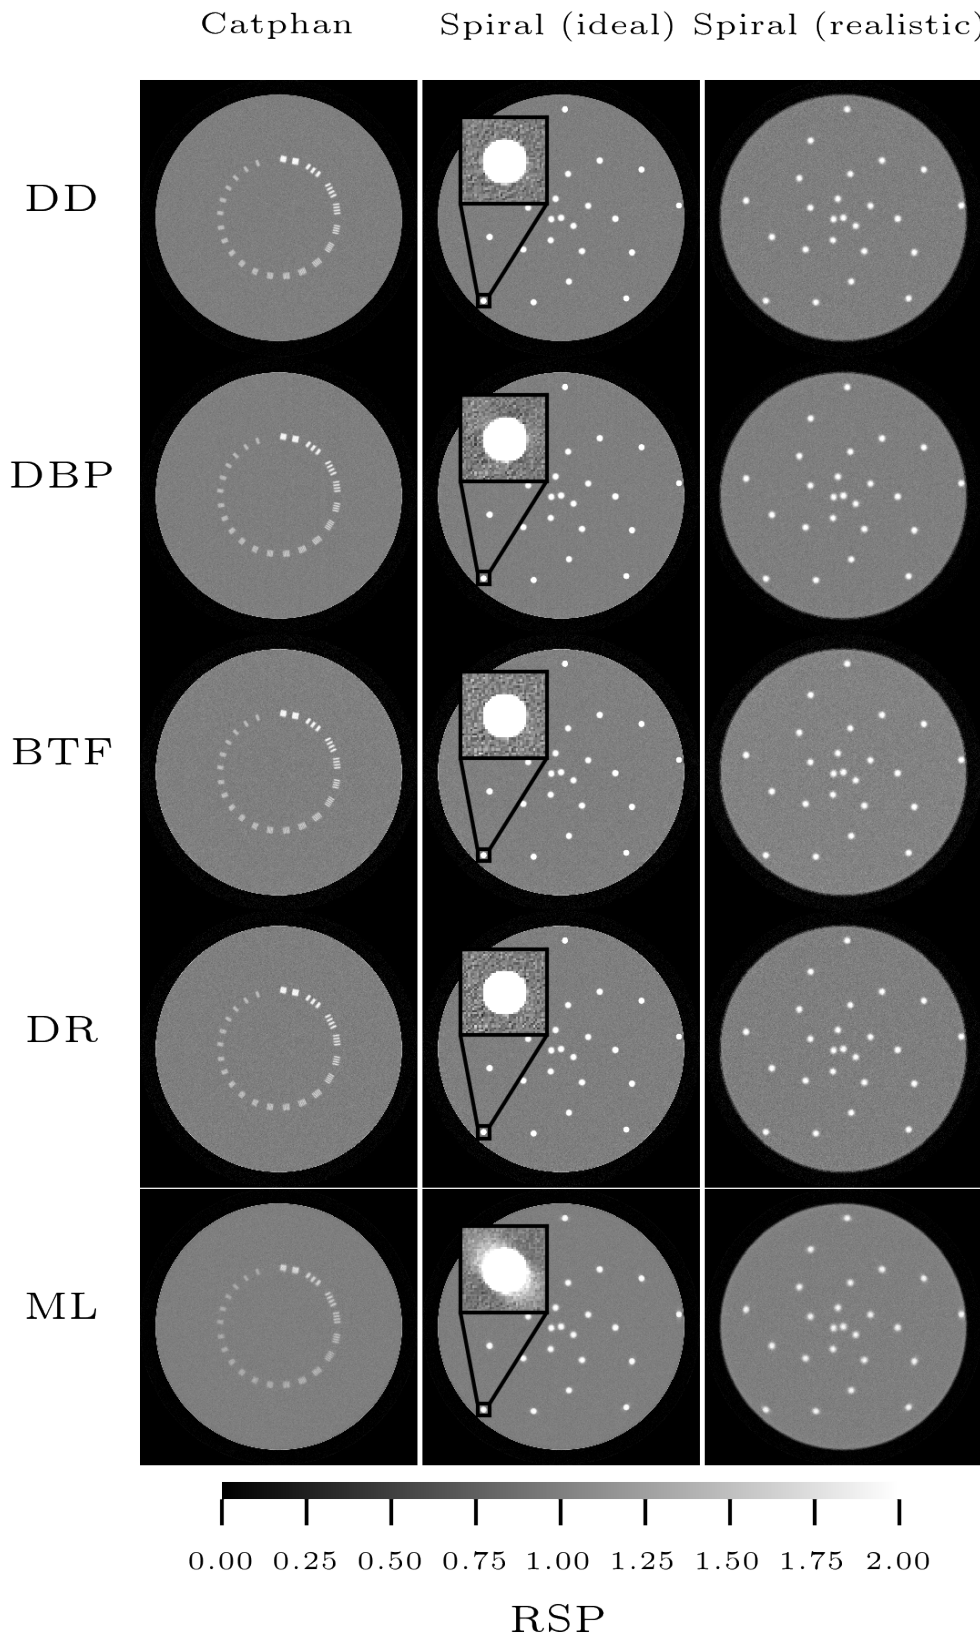 Catphan Spiral (ideal) Spiral (realistic)
DD
DBP
BTF
DR
ML
0.00 0.25 0.50 0.75 1.00 1.25 1.50 1.75 2.00
RSP